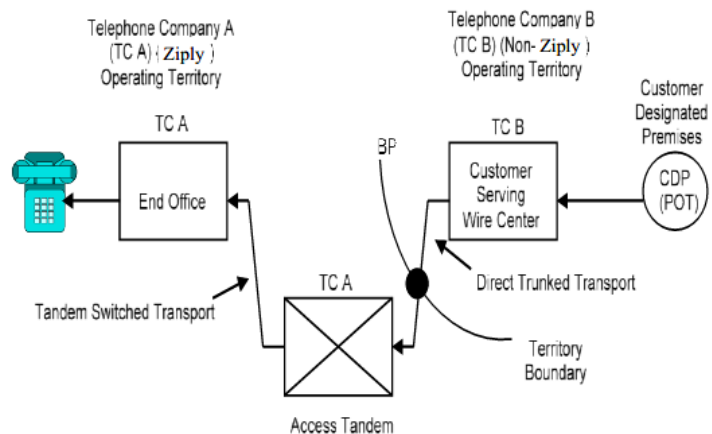 Telephone Company A
(TC A) ( Ziply )
Operating Territory
Telephone Company B
(TC B) (Non- Ziply )
Operating Territory
Customer
Designated
Premises
TC A
TC B
BP
End Office
Customer
Serving
Wire Center
CDP
(POT)
Tandem Switched Transport
TC A
Direct Trunked Transport
Territory
Boundary
Access Tandem